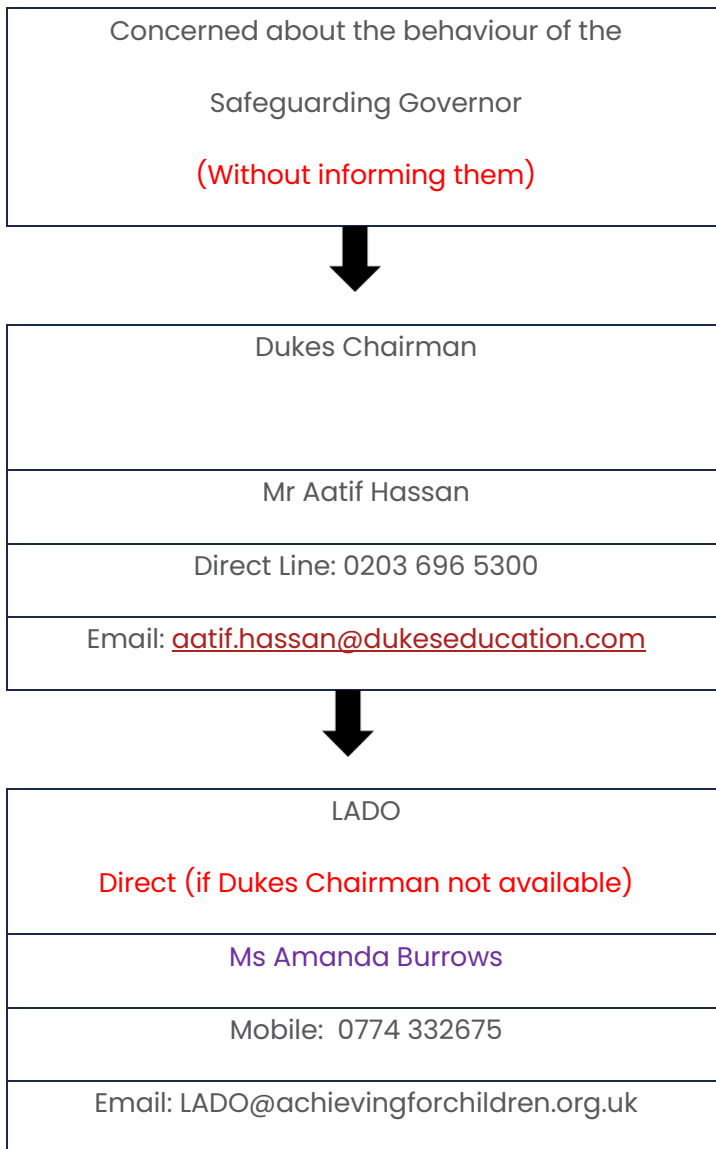 Concerned about the behaviour of the
Safeguarding Governor
(Without informing them)
Dukes Chairman
Mr Aatif Hassan
Direct Line: 0203 696 5300
Email: aatif.hassan@dukeseducation.com
LADO
Direct (if Dukes Chairman not available)
Ms Amanda Burrows
Mobile:  0774 332675
Email: LADO@achievingforchildren.org.uk